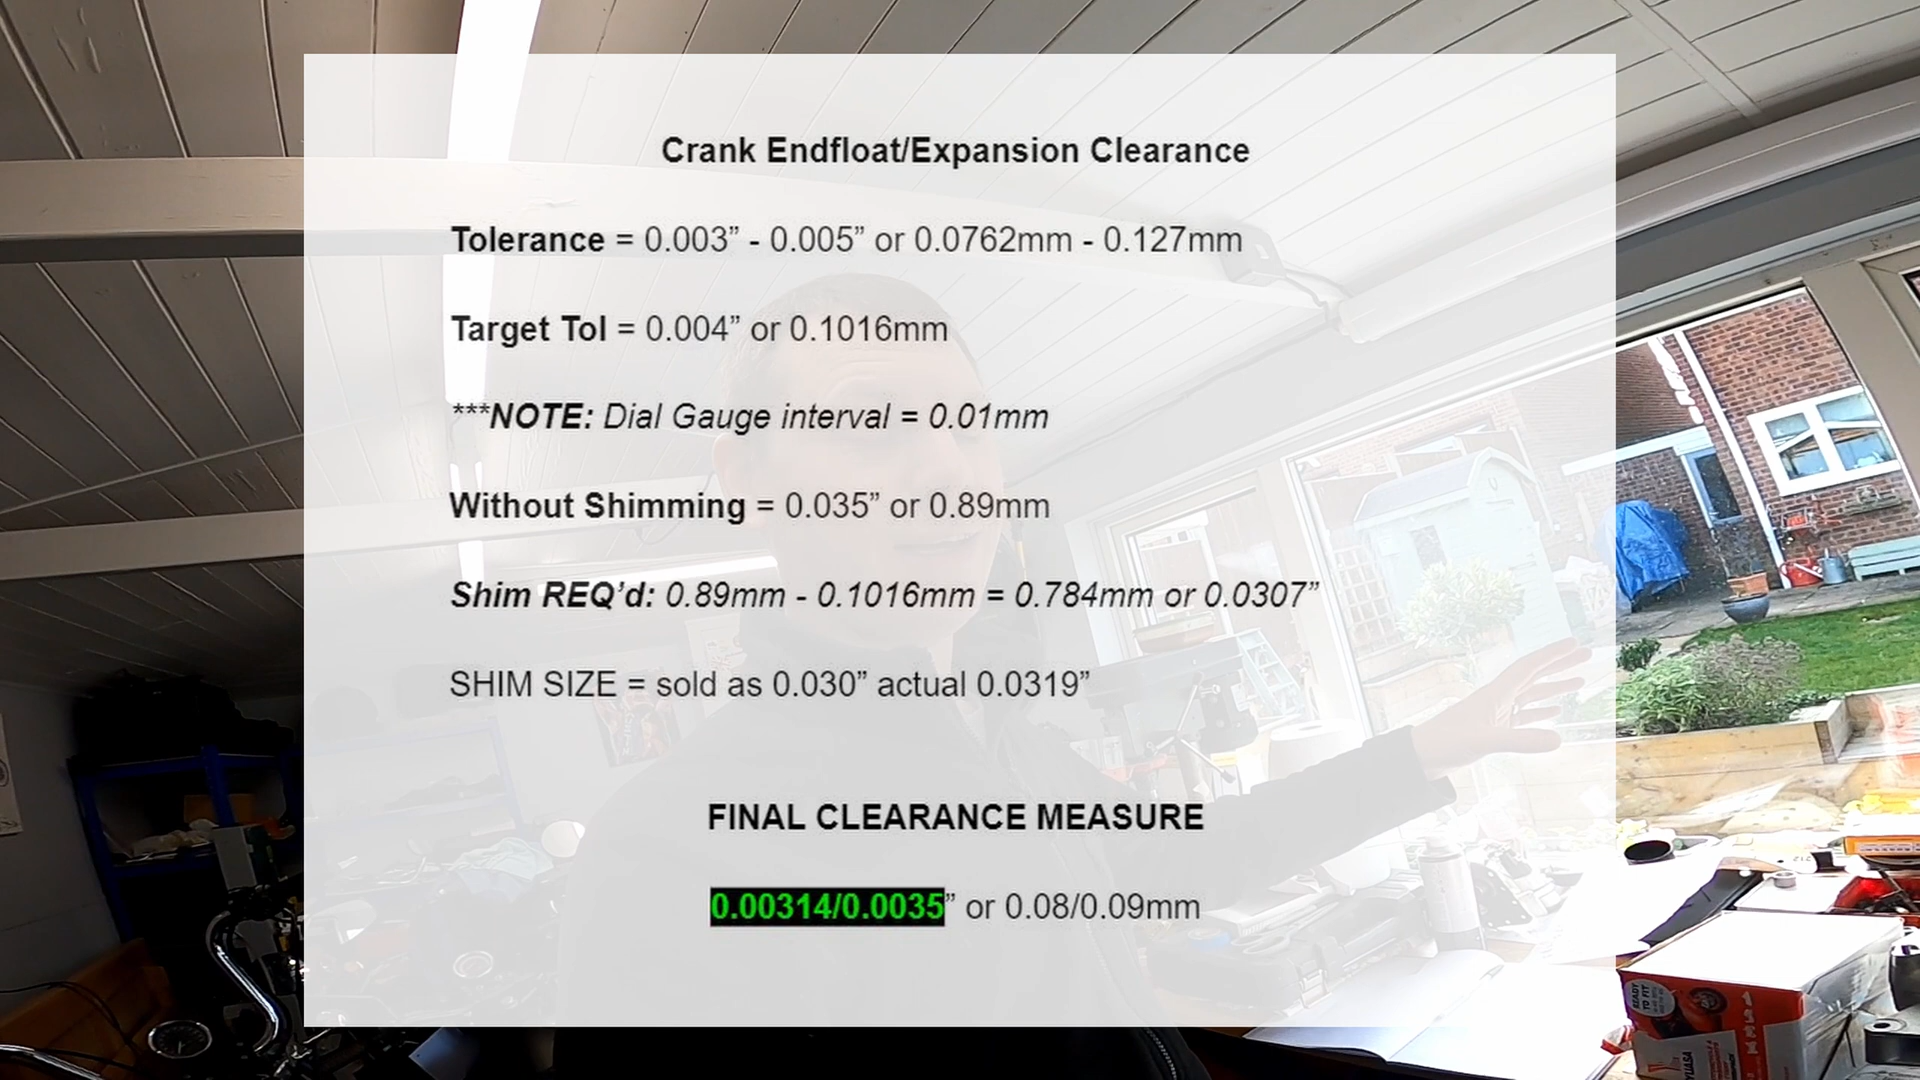 Crank Endfloat/Expansion Clearance
Tolerance = 0.003” - 0.005” or 0.0762mm - 0.127mm
Target Tol = 0.004” or 0.1016mm
***NOTE: Dial Gauge interval = 0.01mm
Without Shimming = 0.035” or 0.89mm
Shim REQ’d: 0.89mm - 0.1016mm = 0.784mm or 0.0307”
SHIM SIZE = sold as 0.030” actual 0.0319”
FINAL CLEARANCE MEASURE
0.00314/0.0035” or 0.08/0.09mm
READY
TO FIT